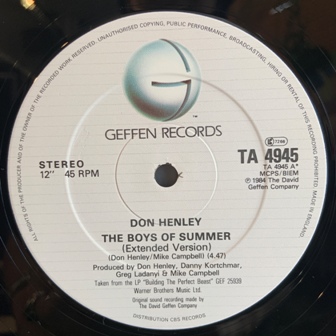 ALL RIGHTS OF THE PRODUCER AND OF THE OWNER OF THE RECORDED WORK RESERVED. UNAUTHORISED COPYING, PUBLIC PERFORMANCE, BROADCASTING, HIRING OR RENTAL OF THIS RECORDING PROHIBITED. MADE IN ENGLAND
GEFFEN RECORDS
STEREO
12" 45 RPM
TA 4945
TA 4945 A*
MCPS/BIEM
℗ 1984 The David
Geffen Company
DON HENLEY
THE BOYS OF SUMMER
(Extended Version)
(Don Henley/Mike Campbell) (4.47)
Produced by Don Henley, Danny Kortchmar,
Greg Ladanyi & Mike Campbell
Taken from the LP "Building The Perfect Beast" GEF 25939
Warner Brothers Music Ltd.
Original sound recording made by
The David Geffen Company
DISTRIBUTION CBS RECORDS